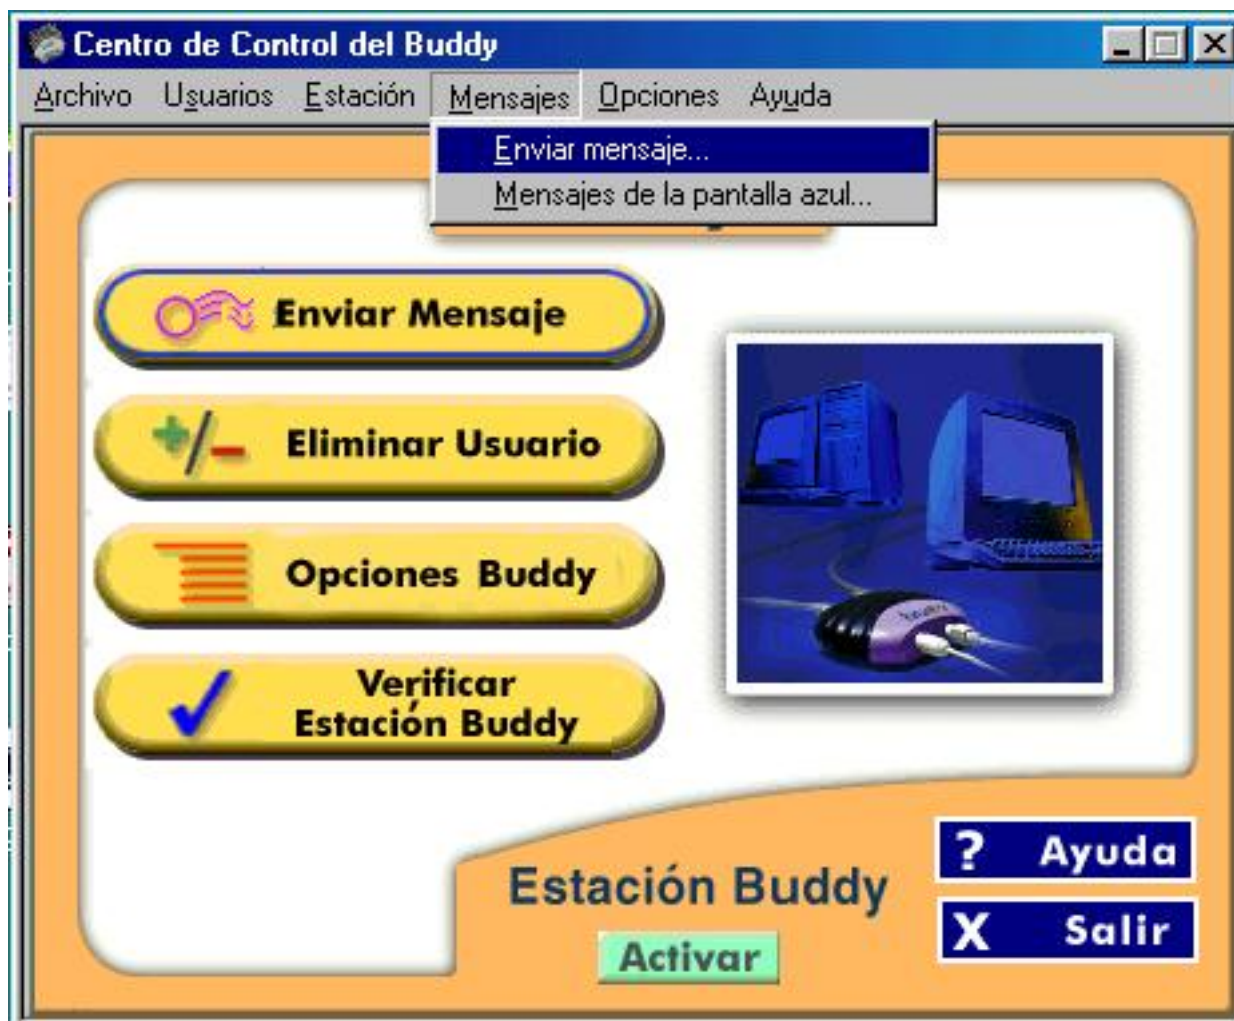 Centro de Control del Buddy
Archivo Usuarios Estación Mensajes Opciones Ayuda
Enviar mensaje...
Mensajes de la pantalla azul...
Enviar Mensaje
+/- Eliminar Usuario
Opciones Buddy
Verificar
Estación Buddy
? Ayuda
Estación Buddy
X Salir
Activar